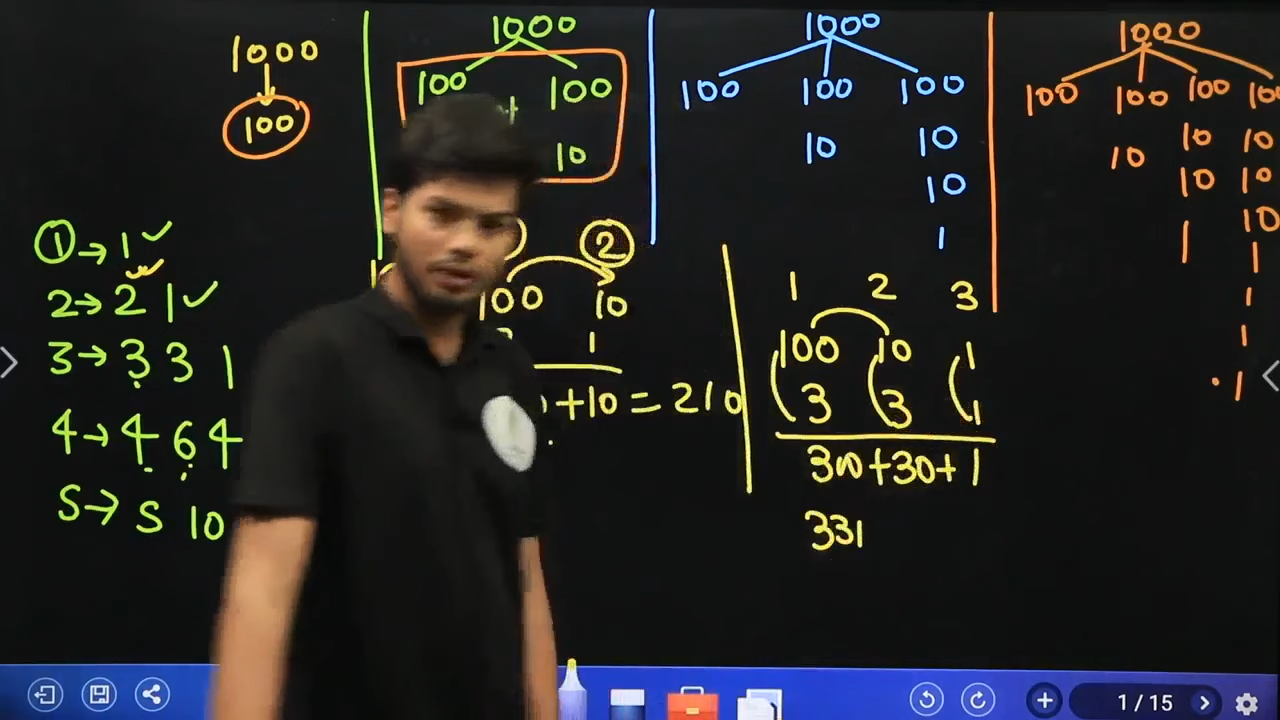 1000
100
1 → 1 ✓
2 → 2 1 ✓
3 → 3 3 1
4 → 4 6 4
5 → 5 10
1000
100 100
10
2
100 10
1
+10 = 210
1000
100 100 100
10 10
10
1
1 2 3
100 10 1
3 3 1
300+30+1
331
1000
100 100 100 100
10 10 10
10 10
1 10
1
1
1
1
1 / 15